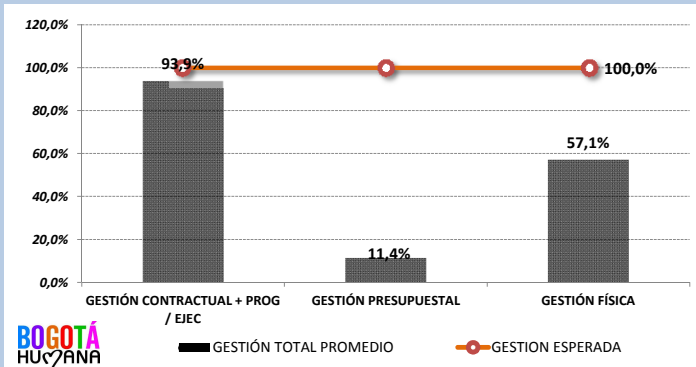 120,0%
100,0%
80,0%
60,0%
40,0%
20,0%
0,0%
93,9%
11,4%
57,1%
100,0%
GESTIÓN CONTRACTUAL + PROG
/ EJEC
GESTIÓN PRESUPUESTAL
GESTIÓN FÍSICA
BOGOTÁ
HUMANA
GESTIÓN TOTAL PROMEDIO
GESTION ESPERADA